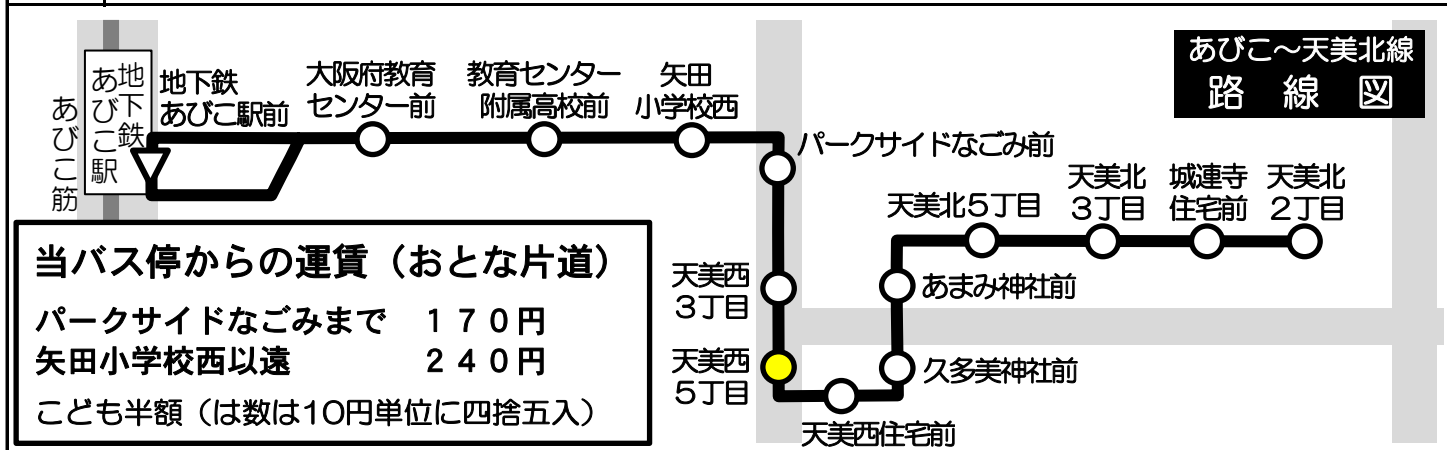 あびこ～天美北線
路線図
あびこ筋
地下鉄
あびこ駅
地下鉄
あびこ駅前
大阪府教育
センター前
教育センター
附属高校前
矢田
小学校西
パークサイドなごみ前
天美西
３丁目
天美西
５丁目
天美西住宅前
久多美神社前
あまみ神社前
天美北５丁目
天美北
３丁目
城連寺
住宅前
天美北
２丁目
当バス停からの運賃（おとな片道）
パークサイドなごみまで　１７０円
矢田小学校西以遠　２４０円
こども半額（は数は10円単位に四捨五入）